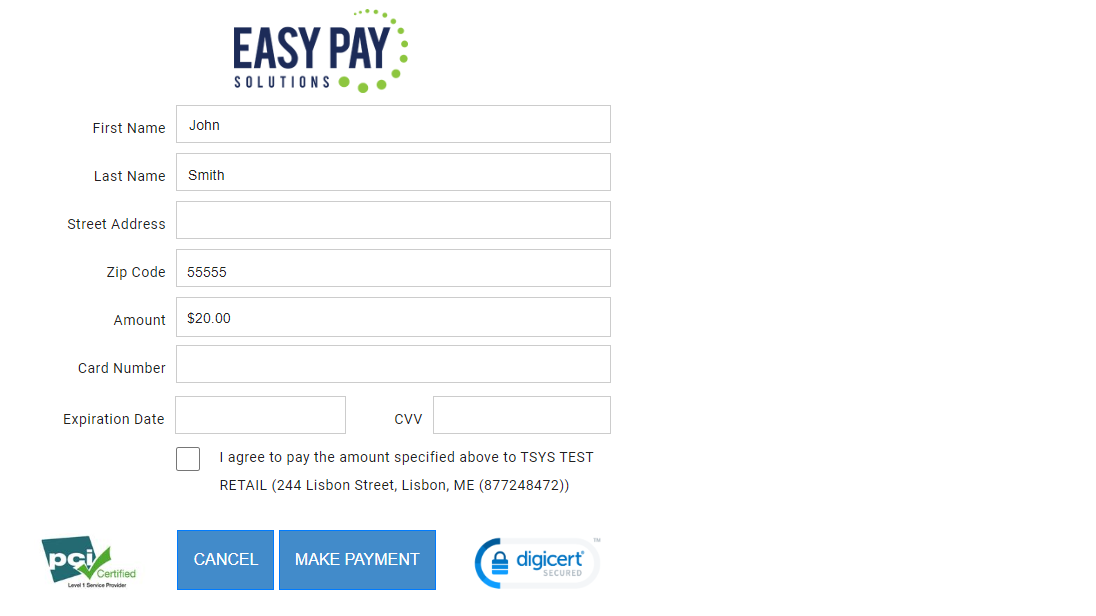 EASY PAY
SOLUTIONS
First Name John
Last Name Smith
Street Address
Zip Code 55555
Amount $20.00
Card Number
Expiration Date CVV
I agree to pay the amount specified above to TSYS TEST
RETAIL (244 Lisbon Street, Lisbon, ME (877248472))
pci Certified
Level 1 Service Provider
CANCEL MAKE PAYMENT
digicert™
SECURED